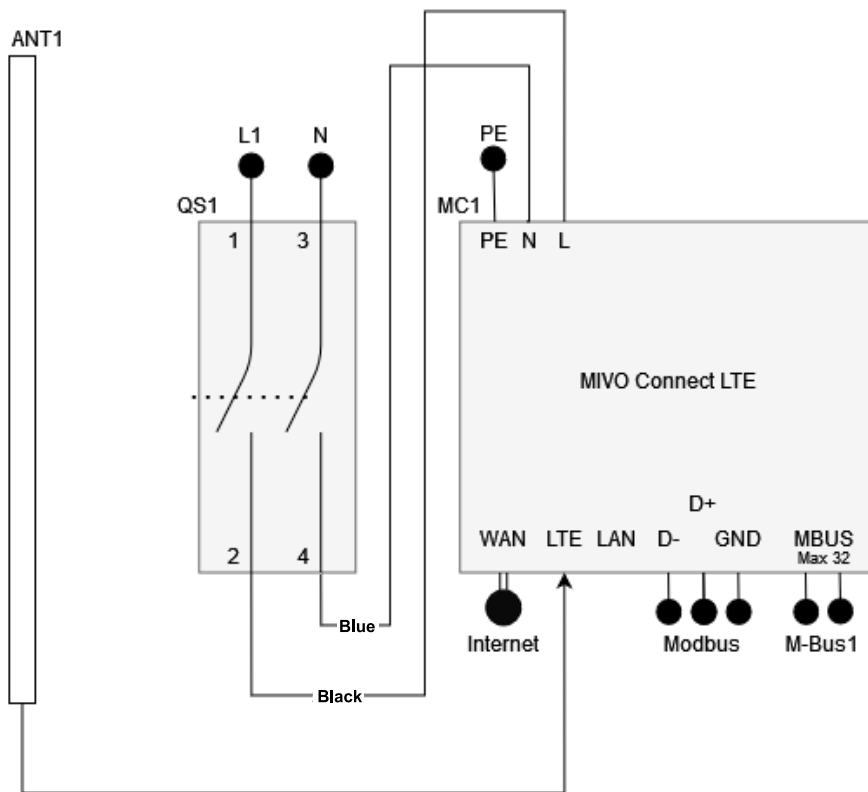 ANT1
L1 N
PE
QS1
MC1
1 3
PE N L
MIVO Connect LTE
D+
WAN LTE LAN D- GND MBUS
Max 32
2 4
Blue
Internet Modbus M-Bus1
Black